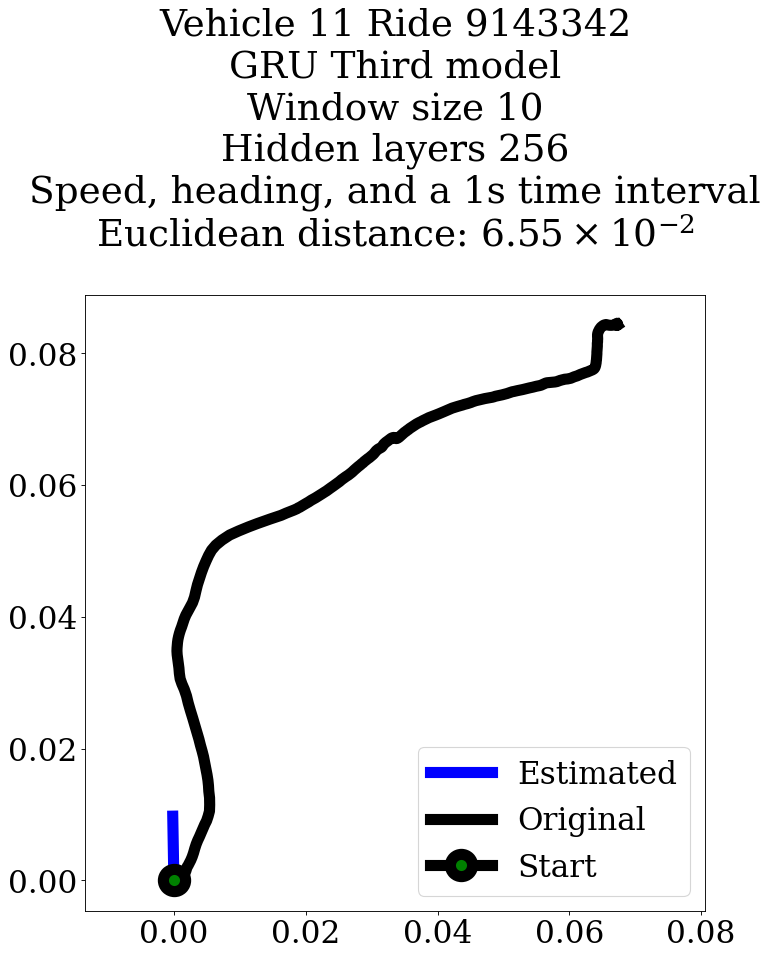 Vehicle 11 Ride 9143342
GRU Third model
Window size 10
Hidden layers 256
Speed, heading, and a 1s time interval
Euclidean distance: 6.55 × 10⁻²
0.08
0.06
0.04
0.02
0.00
Estimated
Original
Start
0.00 0.02 0.04 0.06 0.08